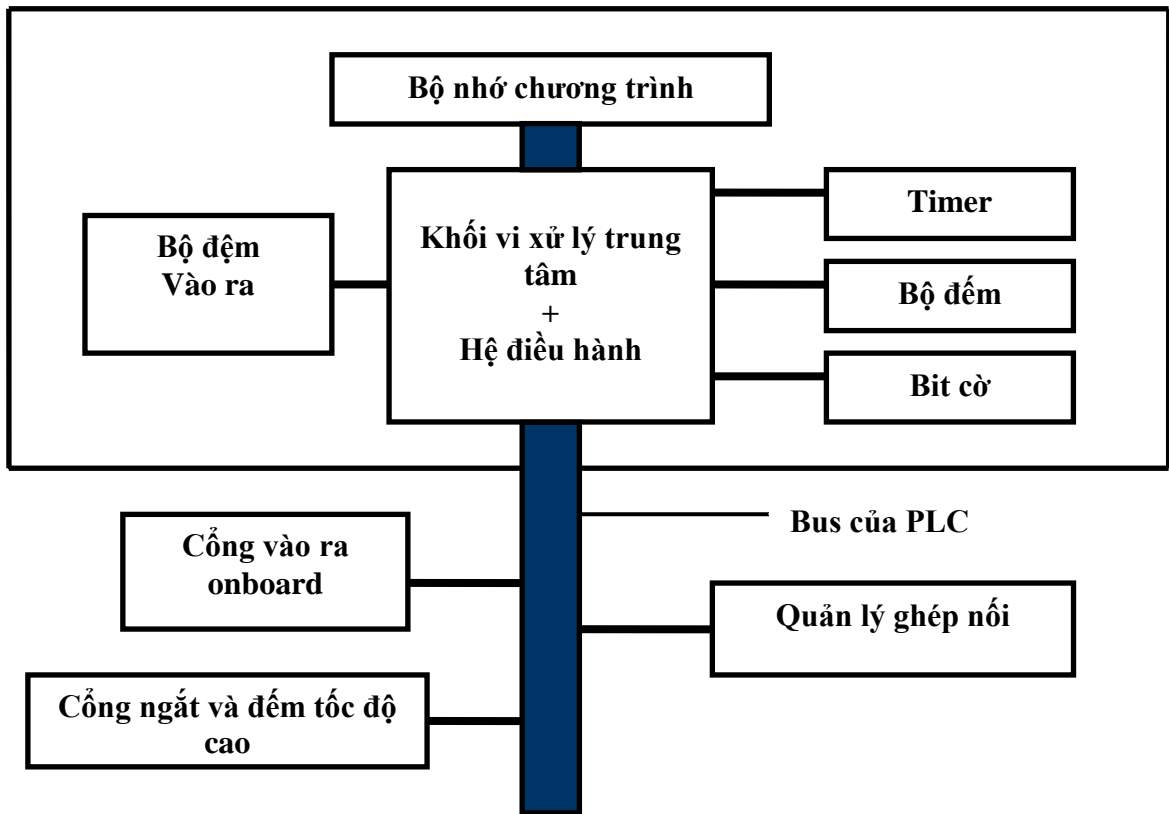 Bộ nhớ chương trình
Bộ đệm
Vào ra
Khối vi xử lý trung
tâm
+
Hệ điều hành
Timer
Bộ đếm
Bit cờ
Bus của PLC
Cổng vào ra
onboard
Quản lý ghép nối
Cổng ngắt và đếm tốc độ
cao